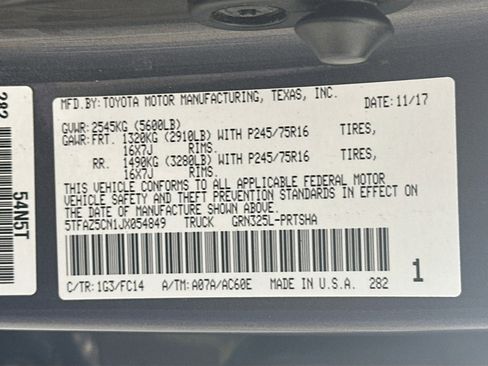 MFD.BY:TOYOTA MOTOR MANUFACTURING, TEXAS, INC. DATE:11/17
GVWR:2545KG (5600LB)
GAWR:FRT. 1320KG (2910LB) WITH P245/75R16 TIRES,
16X7J RIMS.
RR. 1490KG (3280LB) WITH P245/75R16 TIRES,
16X7J RIMS.
THIS VEHICLE CONFORMS TO ALL APPLICABLE FEDERAL MOTOR
VEHICLE SAFETY AND THEFT PREVENTION STANDARDS IN EFFECT ON
THE DATE OF MANUFACTURE SHOWN ABOVE.
5TFAZ5CN1JX054849 TRUCK GRN325L-PRTSHA
C/TR:1G3/FC14 A/TM:A07A/AC60E MADE IN U.S.A. 282 1
282
54N5T